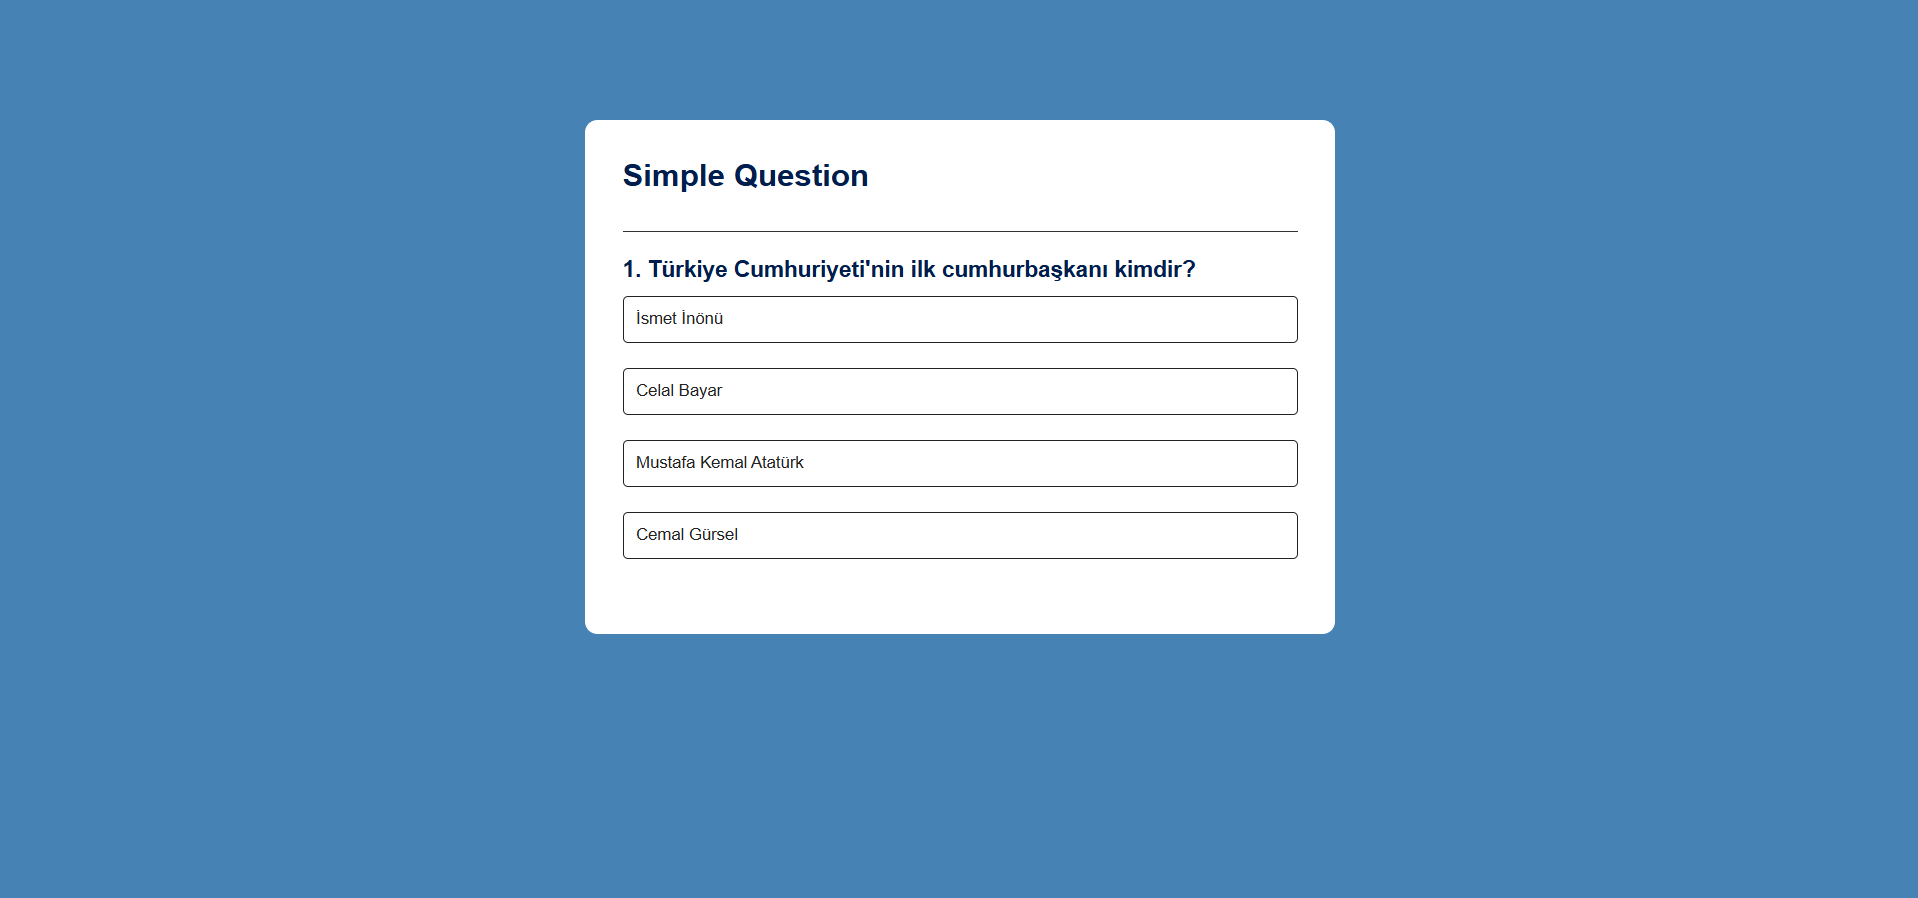 Simple Question
1. Türkiye Cumhuriyeti'nin ilk cumhurbaşkanı kimdir?
İsmet İnönü
Celal Bayar
Mustafa Kemal Atatürk
Cemal Gürsel